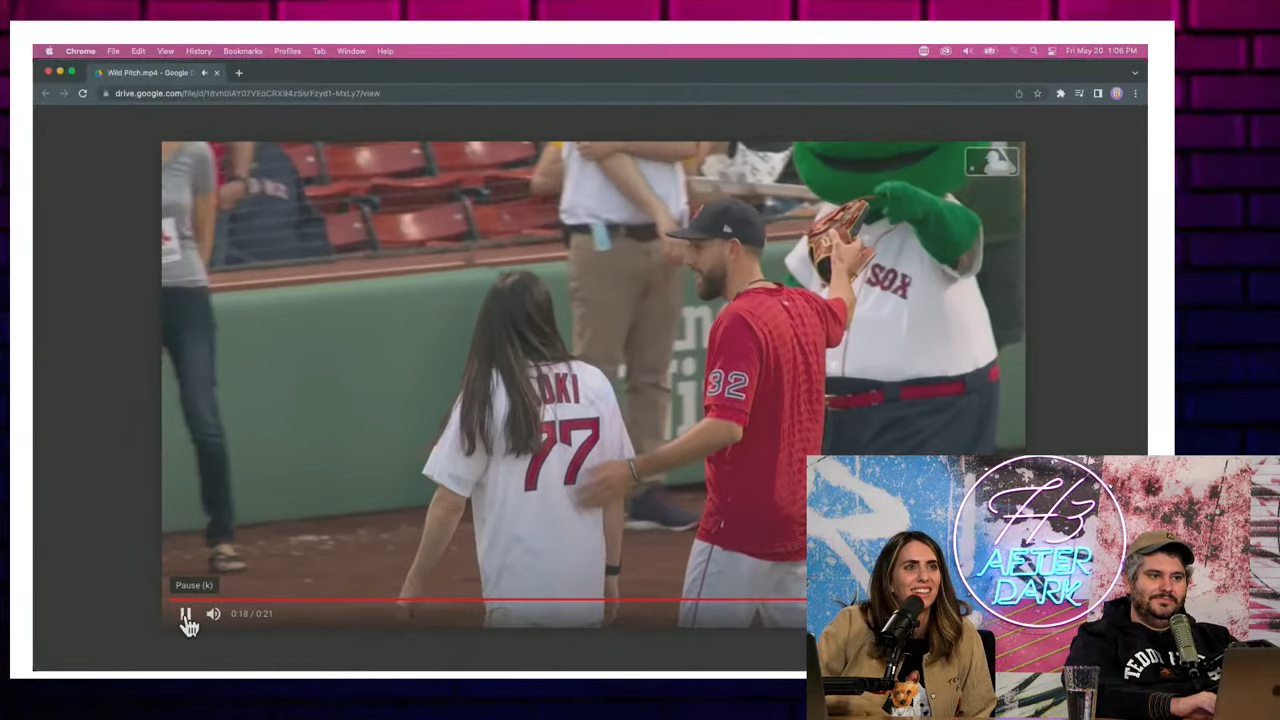 Chrome File Edit View History Bookmarks Profiles Tab Window Help Fri May 20 1:06 PM
Wild Pitch.mp4 - Google D
drive.google.com/file/d/18vh0iAY07VEoCRX94zSsrFzyd1-MxLy7/view
SOX
32
OKI
77
Pause (k)
0:18 / 0:21
H3
AFTER
DARK
TEDDY